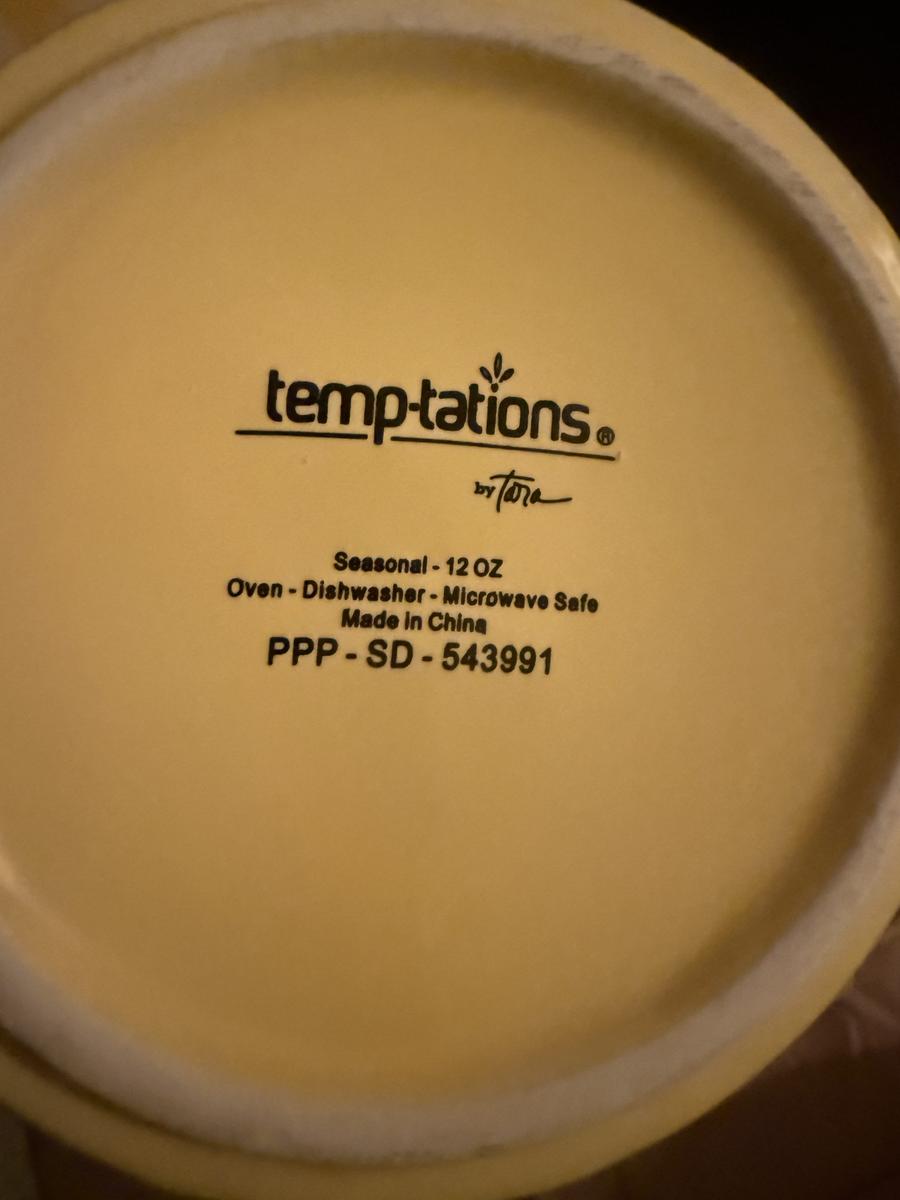 temp-tations®
by Tara
Seasonal - 12 OZ
Oven - Dishwasher - Microwave Safe
Made in China
PPP - SD - 543991